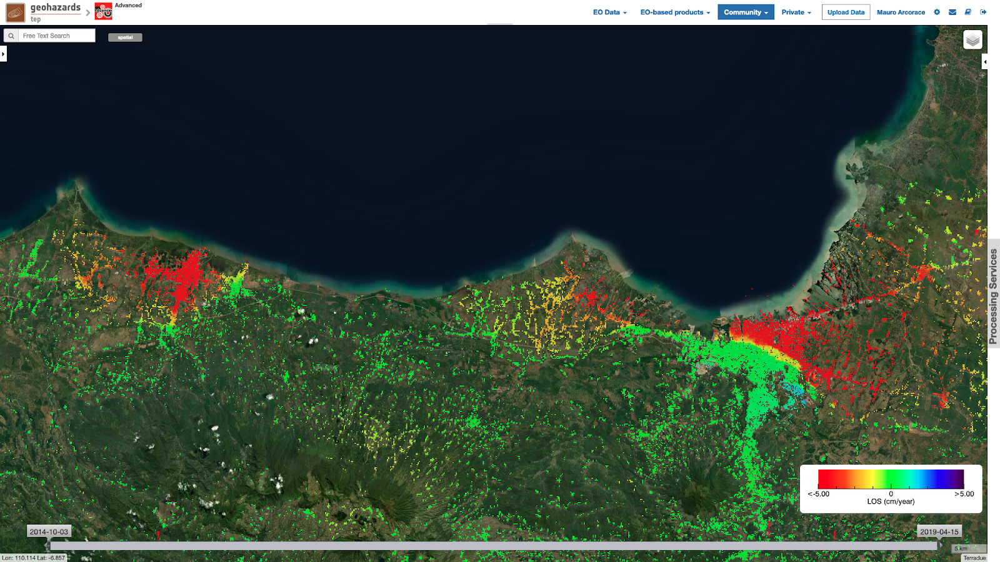 geohazards
tep
Advanced
Advanced
EO Data
EO-based products
Community
Private
Upload Data
Mauro Arcorace
Free Text Search
spatial
Processing Services
<-5.00 0 >5.00
LOS (cm/year)
2014-10-03
2019-04-15
5 km
Lon: 110.114 Lat: -6.857
Terradue